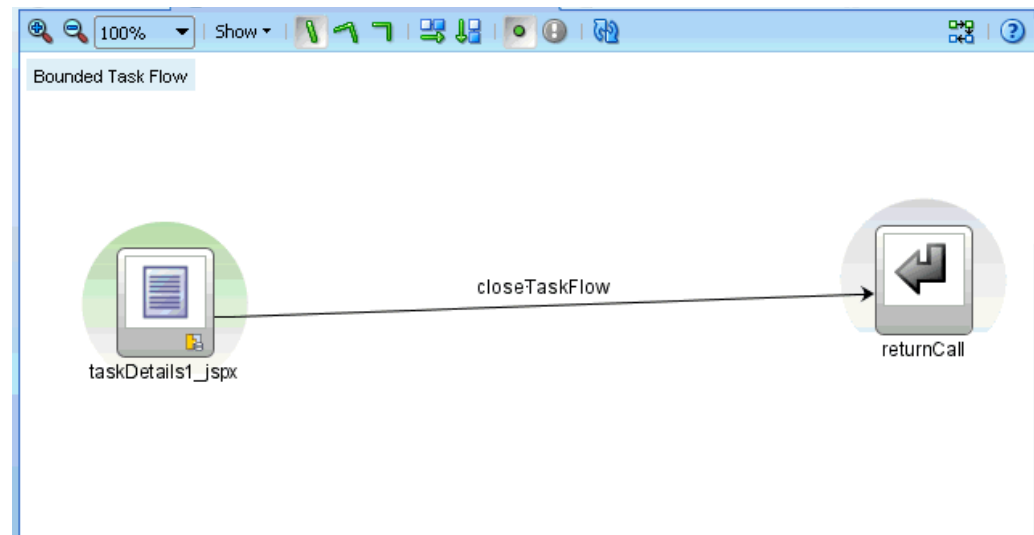 100% Show
Bounded Task Flow
closeTaskFlow
taskDetails1_jspx
returnCall